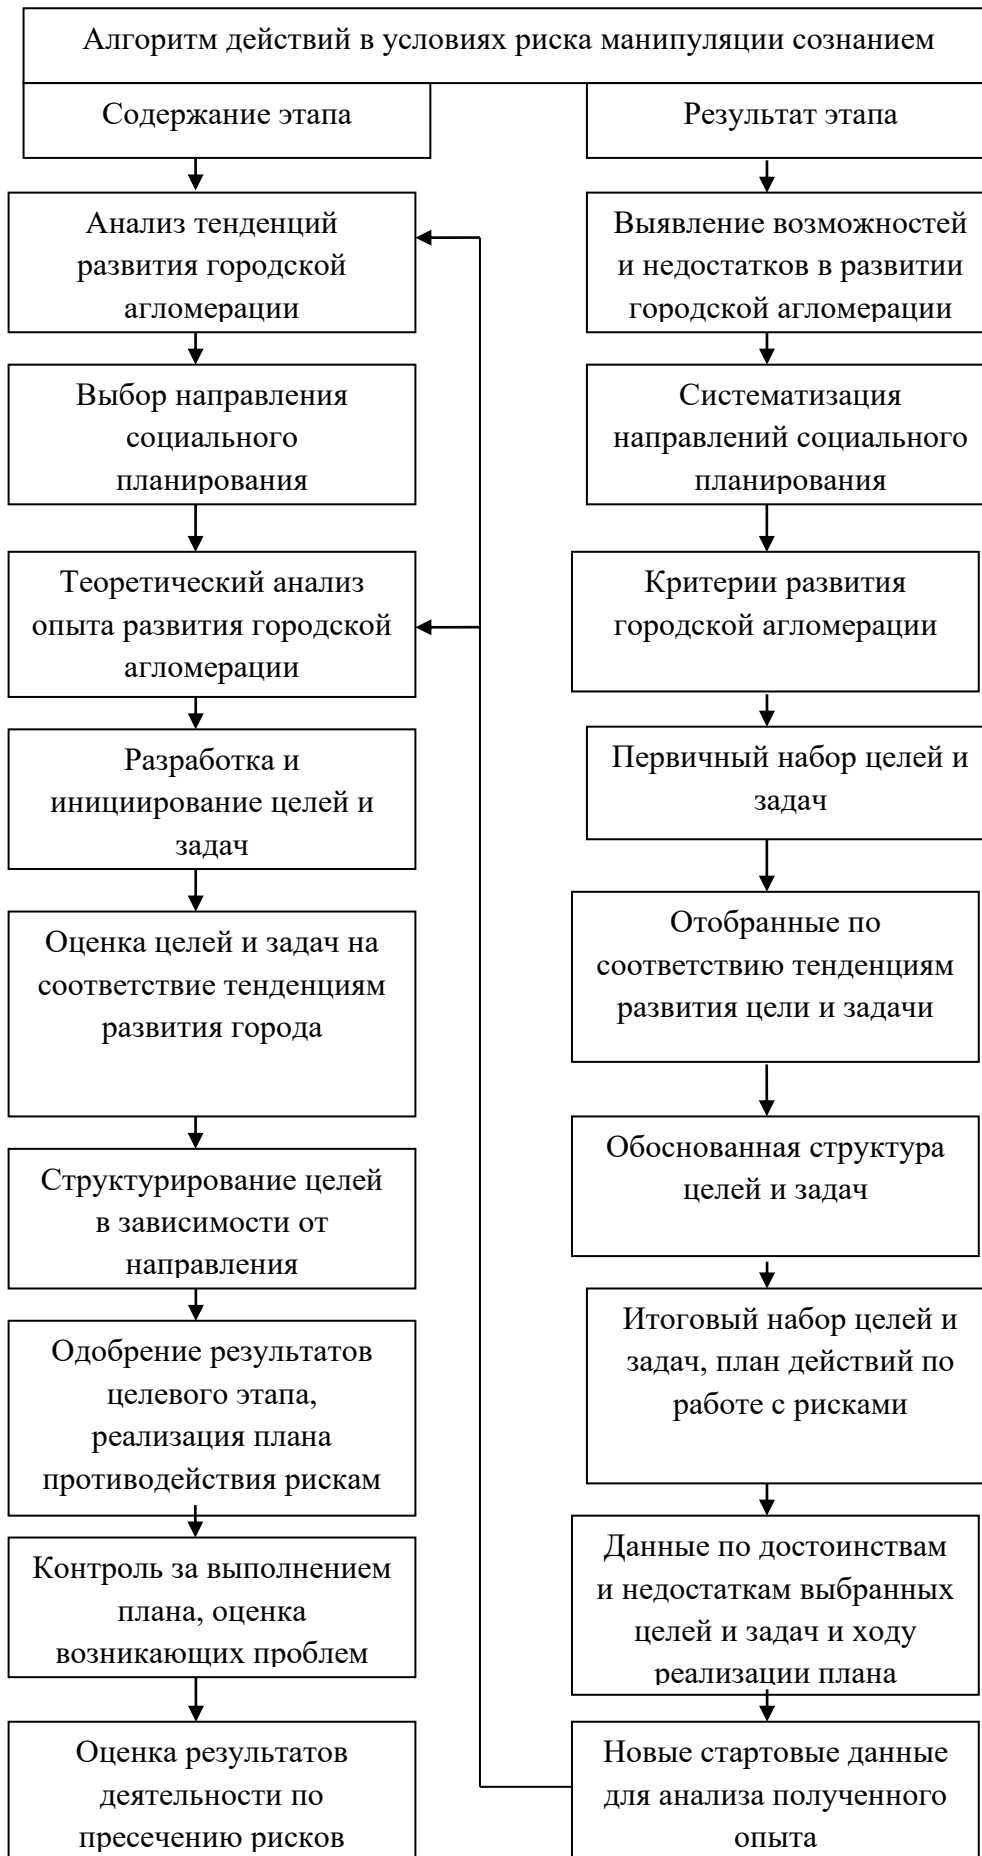 Алгоритм действий в условиях риска манипуляции сознанием
Содержание этапа
Результат этапа
Анализ тенденций
развития городской
агломерации
Выявление возможностей
и недостатков в развитии
городской агломерации
Выбор направления
социального
планирования
Систематизация
направлений социального
планирования
Теоретический анализ
опыта развития городской
агломерации
Критерии развития
городской агломерации
Разработка и
инициирование целей и
задач
Первичный набор целей и
задач
Оценка целей и задач на
соответствие тенденциям
развития города
Отобранные по
соответствию тенденциям
развития цели и задачи
Структурирование целей
в зависимости от
направления
Обоснованная структура
целей и задач
Одобрение результатов
целевого этапа,
реализация плана
противодействия рискам
Итоговый набор целей и
задач, план действий по
работе с рисками
Контроль за выполнением
плана, оценка
возникающих проблем
Данные по достоинствам
и недостаткам выбранных
целей и задач и ходу
реализации плана
Оценка результатов
деятельности по
пресечению рисков
Новые стартовые данные
для анализа полученного
опыта